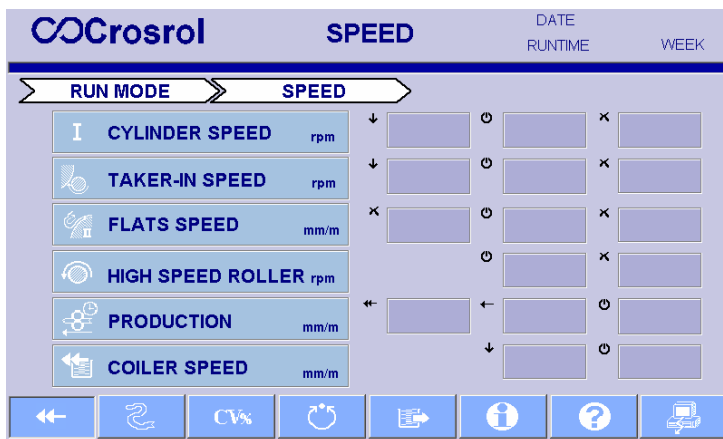 Crosrol SPEED DATE
RUNTIME WEEK
RUN MODE SPEED
I CYLINDER SPEED rpm
TAKER-IN SPEED rpm
FLATS SPEED mm/m
II
HIGH SPEED ROLLER rpm
PRODUCTION mm/m
COILER SPEED mm/m
CV% i ?